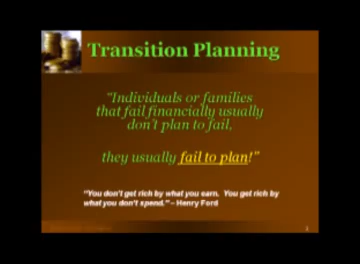 Transition Planning
"Individuals or families
that fail financially usually
don't plan to fail,
they usually fail to plan!"
"You don't get rich by what you earn. You get rich by
what you don't spend." – Henry Ford